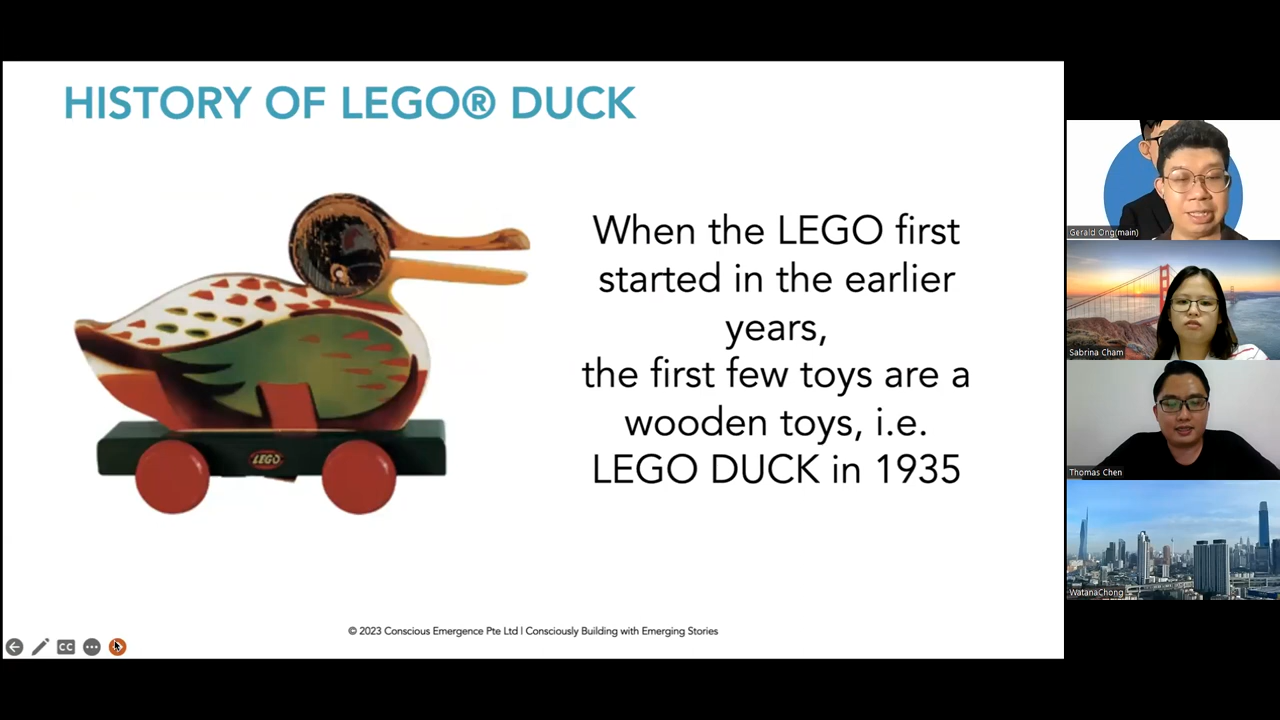 HISTORY OF LEGO® DUCK
When the LEGO first
started in the earlier
years,
the first few toys are a
wooden toys, i.e.
LEGO DUCK in 1935
LEGO
© 2023 Conscious Emergence Pte Ltd | Consciously Building with Emerging Stories
CC
Gerald Ong(main)
Sabrina Cham
Thomas Chen
WatanaChong